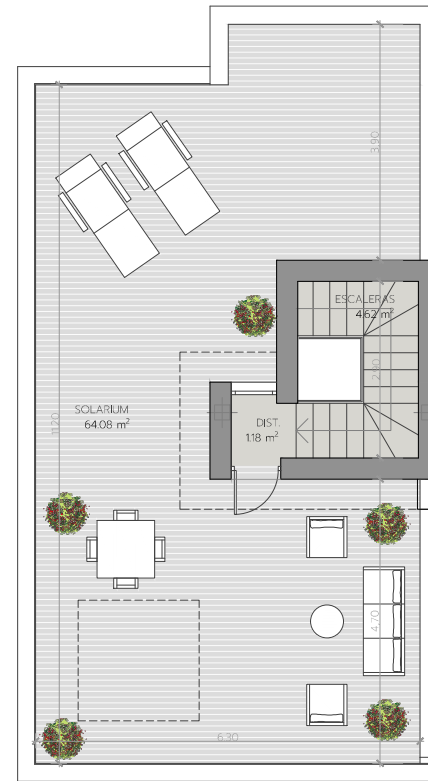 3.90
ESCALERAS
4.62 m²
2.90
SOLARIUM
64.08 m²
11.20
DIST.
1.18 m²
4.70
6.30